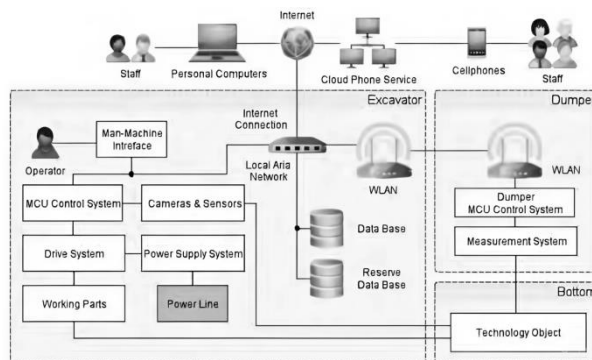 Internet
Staff
Personal Computers
Cloud Phone Service
Cellphones
Staff
Excavator
Dumper
Internet
Connection
Man-Machine
Intreface
Operator
Local Aria
Network
WLAN
WLAN
MCU Control System
Cameras & Sensors
Dumper
MCU Control System
Data Base
Measurement System
Drive System
Power Supply System
Reserve
Data Base
Working Parts
Power Line
Bottom
Technology Object